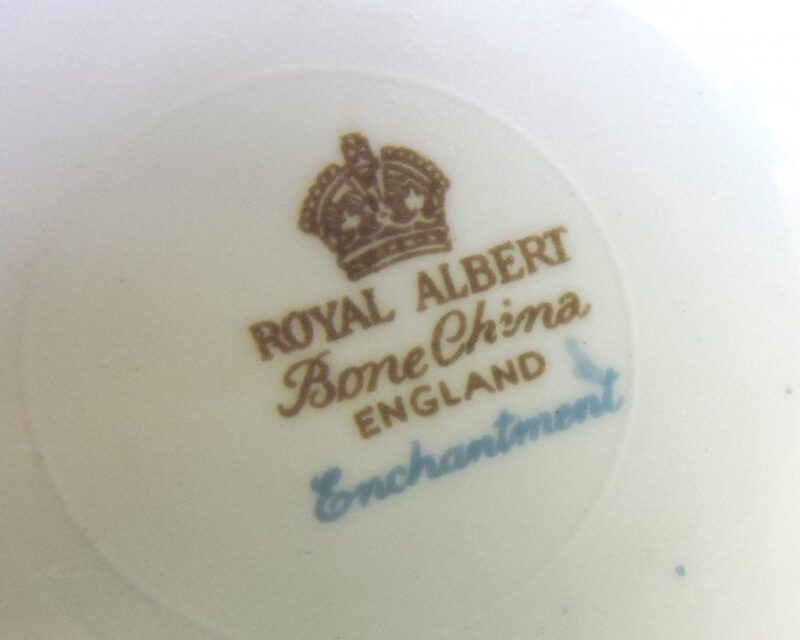 ROYAL ALBERT
Bone China
ENGLAND
Enchantment